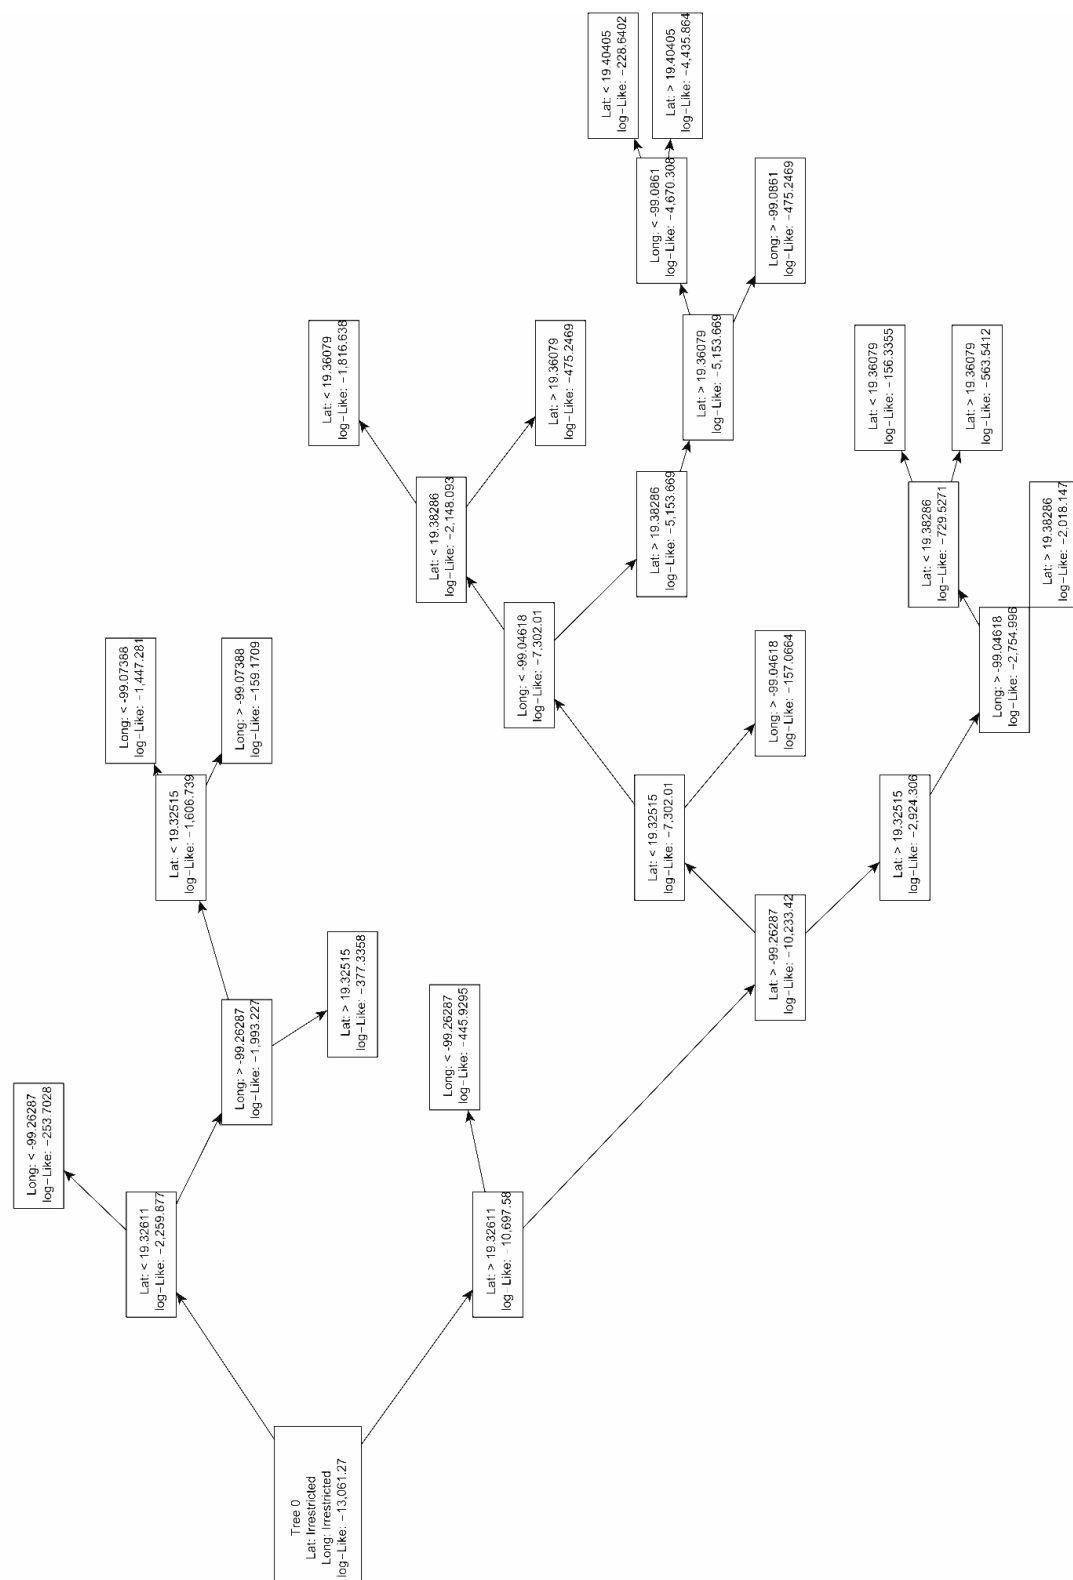 Tree 0
Lat: Irrestricted
Long: Irrestricted
log-Like: -13,061.27
Lat: < 19.32611
log-Like: -2,259.877
Lat: > 19.32611
log-Like: -10,697.58
Long: < -99.26287
log-Like: -253.7028
Long: > -99.26287
log-Like: -1,993.227
Long: < -99.26287
log-Like: -445.9295
Lat: > -99.26287
log-Like: -10,233.42
Lat: < 19.32515
log-Like: -1,606.739
Lat: > 19.32515
log-Like: -377.3358
Lat: < 19.32515
log-Like: -7,302.01
Lat: > 19.32515
log-Like: -2,924.306
Long: < -99.07388
log-Like: -1,447.281
Long: > -99.07388
log-Like: -159.1709
Long: < -99.04618
log-Like: -7,302.01
Long: > -99.04618
log-Like: -157.0664
Long: > -99.04618
log-Like: -2,754.996
Lat: < 19.38286
log-Like: -2,148.093
Lat: > 19.38286
log-Like: -5,153.669
Lat: < 19.38286
log-Like: -729.5271
Lat: > 19.38286
log-Like: -2,018.147
Lat: < 19.36079
log-Like: -1,816.638
Lat: > 19.36079
log-Like: -475.2469
Lat: > 19.36079
log-Like: -5,153.669
Lat: < 19.36079
log-Like: -156.3355
Lat: > 19.36079
log-Like: -563.5412
Long: < -99.0861
log-Like: -4,670.308
Long: > -99.0861
log-Like: -475.2469
Lat: < 19.40405
log-Like: -228.6402
Lat: > 19.40405
log-Like: -4,435.864